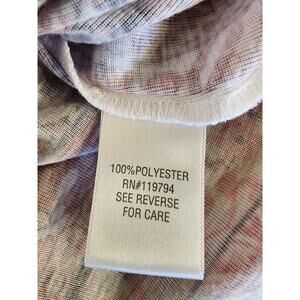 100%POLYESTER
RN#119794
SEE REVERSE
FOR CARE